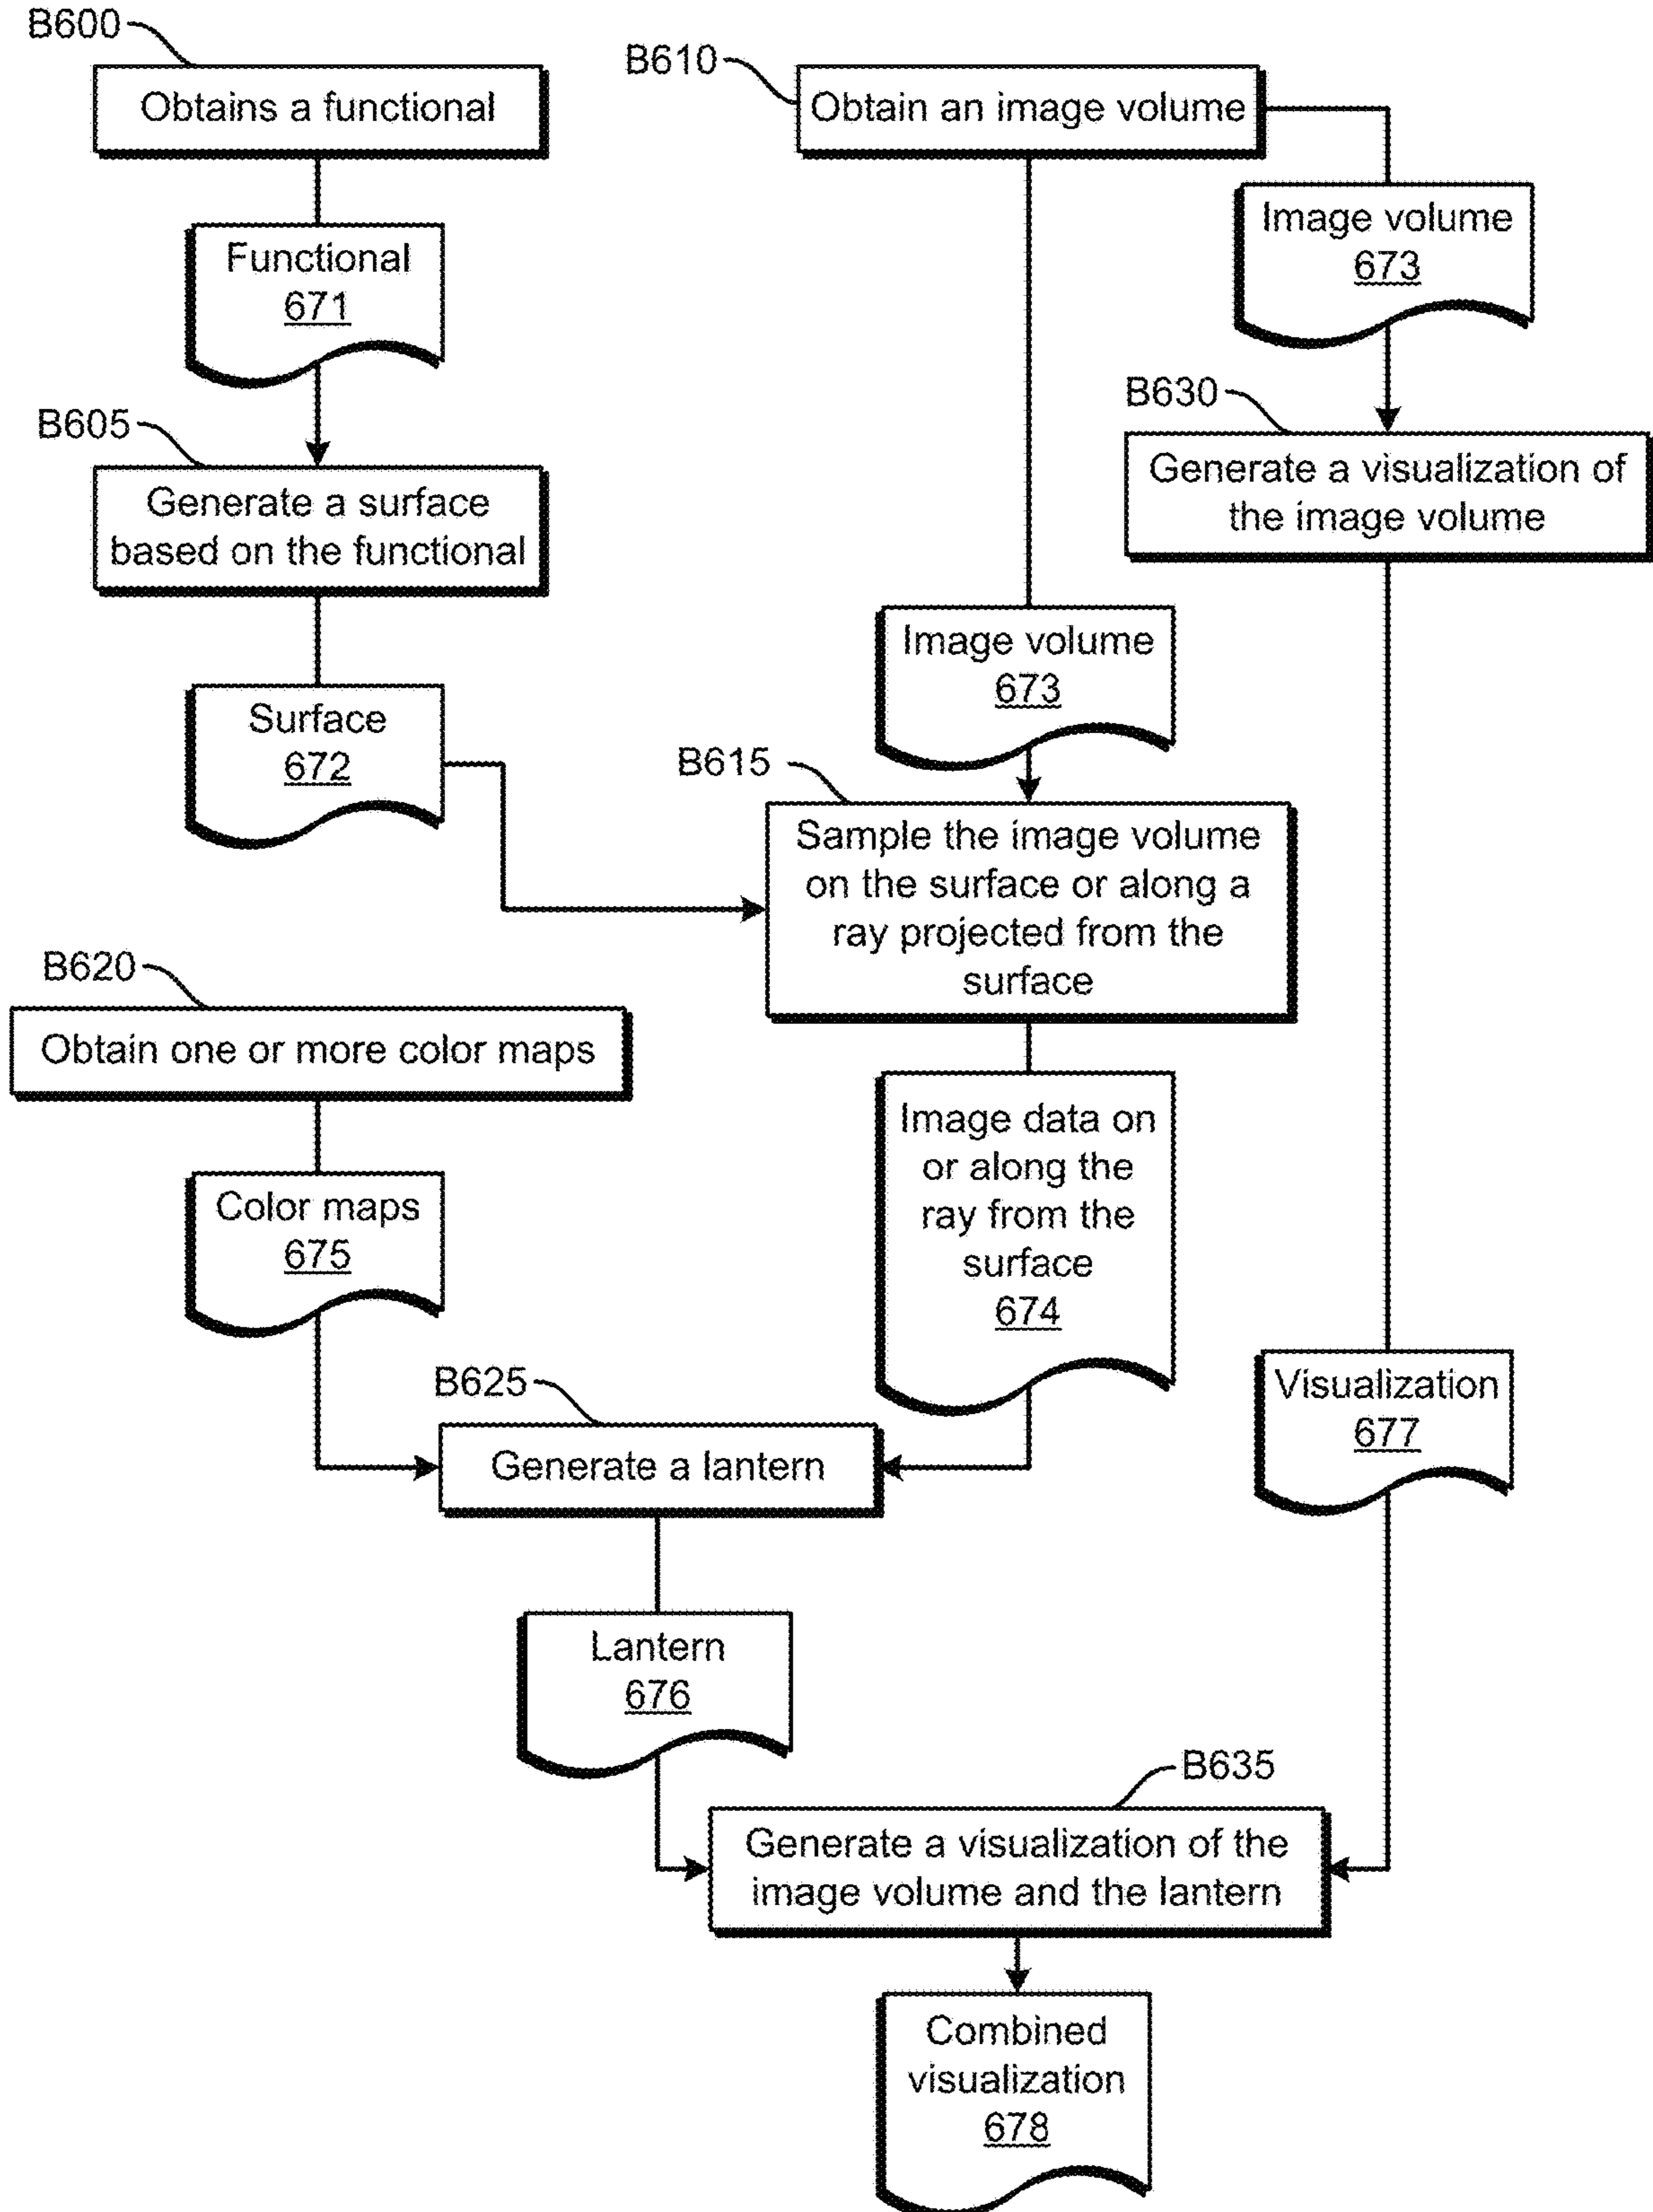 B600
Obtains a functional
B610
Obtain an image volume
Functional
671
Image volume
673
B605
Generate a surface
based on the functional
B630
Generate a visualization of
the image volume
Image volume
673
Surface
672
B615
Sample the image volume
on the surface or along a
ray projected from the
surface
B620
Obtain one or more color maps
Image data on
or along the
ray from the
surface
674
Color maps
675
B625
Generate a lantern
Visualization
677
Lantern
676
B635
Generate a visualization of the
image volume and the lantern
Combined
visualization
678